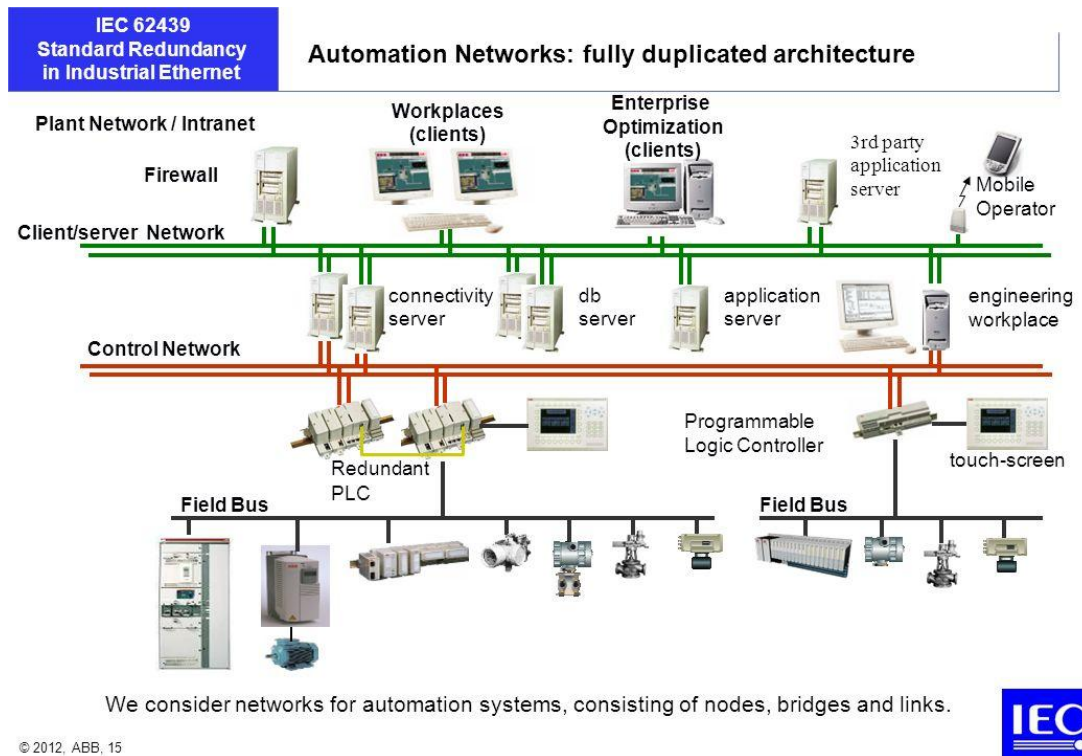 IEC 62439
Standard Redundancy
in Industrial Ethernet
Automation Networks: fully duplicated architecture
Plant Network / Intranet
Workplaces
(clients)
Enterprise
Optimization
(clients)
3rd party
application
server
Firewall
Mobile
Operator
Client/server Network
connectivity
server
db
server
application
server
engineering
workplace
Control Network
Programmable
Logic Controller
touch-screen
Redundant
PLC
Field Bus
Field Bus
We consider networks for automation systems, consisting of nodes, bridges and links.
IEC
© 2012, ABB, 15